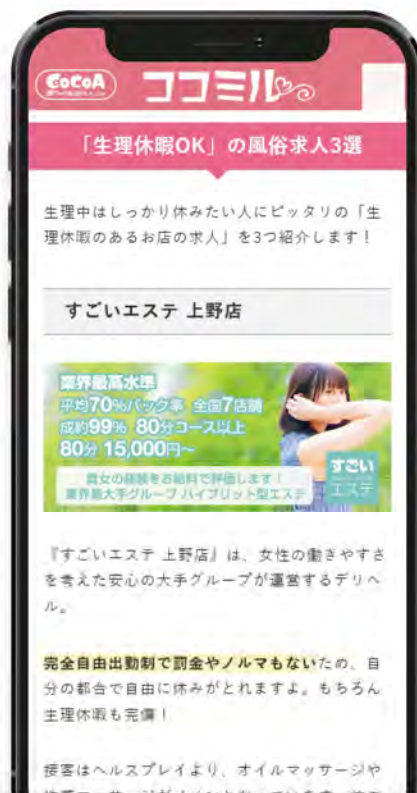 CoCoA
ココミル
「生理休暇OK」の風俗求人3選
生理中はしっかり休みたい人にピッタリの「生
理休暇のあるお店の求人」を3つ紹介します！
すごいエステ 上野店
業界最高水準
平均70%バック率 全国7店舗
成約99% 80分コース以上
80分 15,000円〜
貴女の経験をお給料で評価します！
業界最大手グループ ハイブリット型エステ
すごい
エステ
『すごいエステ 上野店』は、女性の働きやすさ
を考えた安心の大手グループが運営するデリヘ
ル。
完全自由出勤制で罰金やノルマもないため、自
分の都合で自由に休みがとれますよ。もちろん
生理休暇も完備！
接客はヘルスプレイより、オイルマッサージや